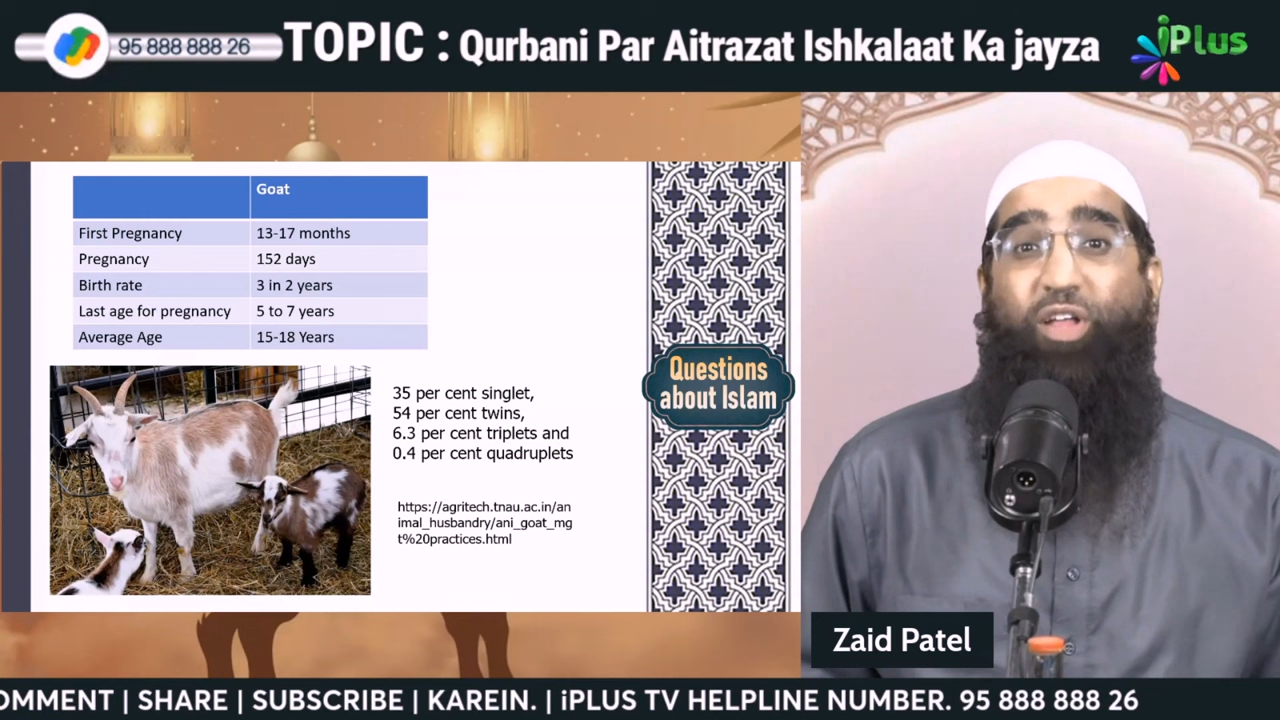 95 888 888 26
TOPIC : Qurbani Par Aitrazat Ishkalaat Ka jayza
iPlus
Goat
First Pregnancy 13-17 months
Pregnancy 152 days
Birth rate 3 in 2 years
Last age for pregnancy 5 to 7 years
Average Age 15-18 Years
35 per cent singlet,
54 per cent twins,
6.3 per cent triplets and
0.4 per cent quadruplets
https://agritech.tnau.ac.in/an
imal_husbandry/ani_goat_mg
t%20practices.html
Questions
about Islam
Zaid Patel
OMMENT | SHARE | SUBSCRIBE | KAREIN. | iPLUS TV HELPLINE NUMBER. 95 888 888 26